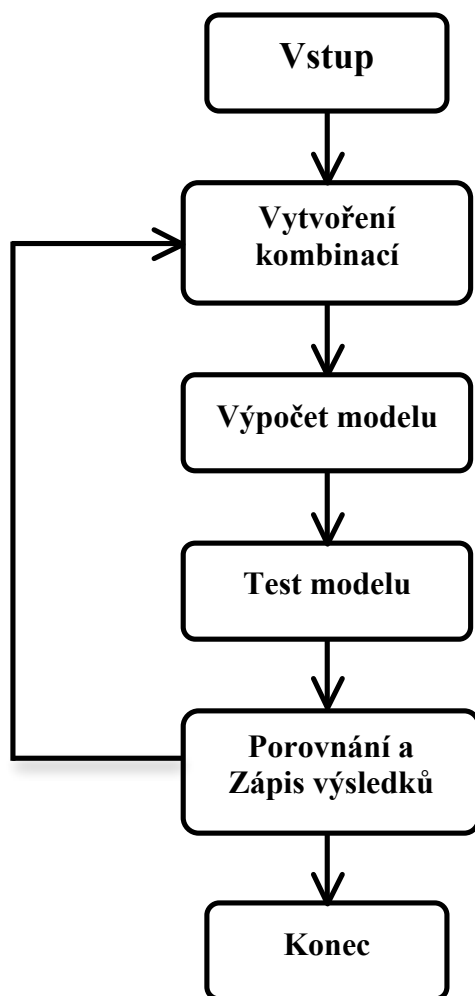 Vstup
Vytvoření
kombinací
Výpočet modelu
Test modelu
Porovnání a
Zápis výsledků
Konec